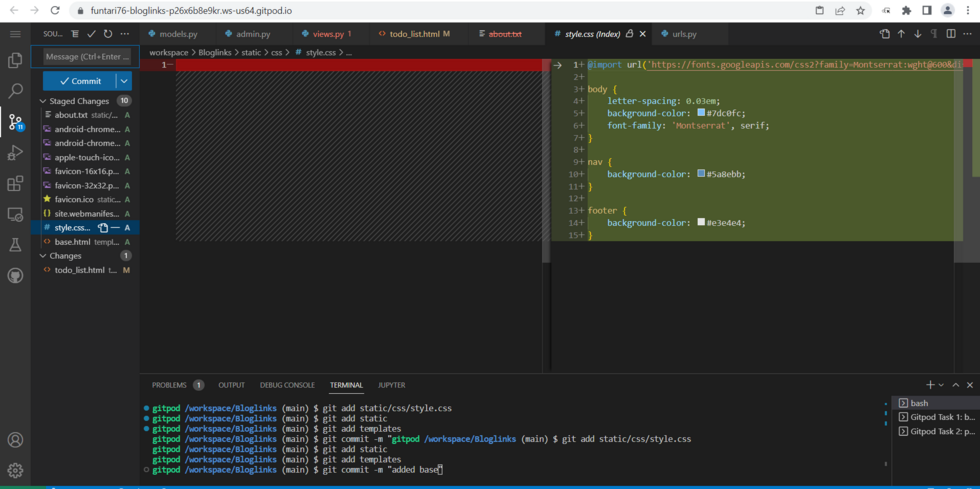 funtari76-bloglinks-p26x6b8e9kr.ws-us64.gitpod.io
SOU...
models.py
admin.py
views.py 1
todo_list.html M
about.txt
style.css (Index)
urls.py
Message (Ctrl+Enter ...
workspace > Bloglinks > static > css > # style.css > ...
Commit
Staged Changes 10
about.txt static/... A
android-chrome... A
android-chrome... A
apple-touch-ico... A
favicon-16x16.p... A
favicon-32x32.p... A
favicon.ico static... A
site.webmanifes... A
# style.css... A
base.html templ... A
Changes 1
todo_list.html t... M
11
1−
1+ @import url('https://fonts.googleapis.com/css2?family=Montserrat:wght@600&di
2+
3+ body {
4+ letter-spacing: 0.03em;
5+ background-color: #7dc0fc;
6+ font-family: 'Montserrat', serif;
7+ }
8+
9+ nav {
10+ background-color: #5a8ebb;
11+ }
12+
13+ footer {
14+ background-color: #e3e4e4;
15+ }
PROBLEMS 1 OUTPUT DEBUG CONSOLE TERMINAL JUPYTER
gitpod /workspace/Bloglinks (main) $ git add static/css/style.css
gitpod /workspace/Bloglinks (main) $ git add static
gitpod /workspace/Bloglinks (main) $ git add templates
gitpod /workspace/Bloglinks (main) $ git commit -m "gitpod /workspace/Bloglinks (main) $ git add static/css/style.css
gitpod /workspace/Bloglinks (main) $ git add static
gitpod /workspace/Bloglinks (main) $ git add templates
gitpod /workspace/Bloglinks (main) $ git commit -m "added base
bash
Gitpod Task 1: b...
Gitpod Task 2: p...